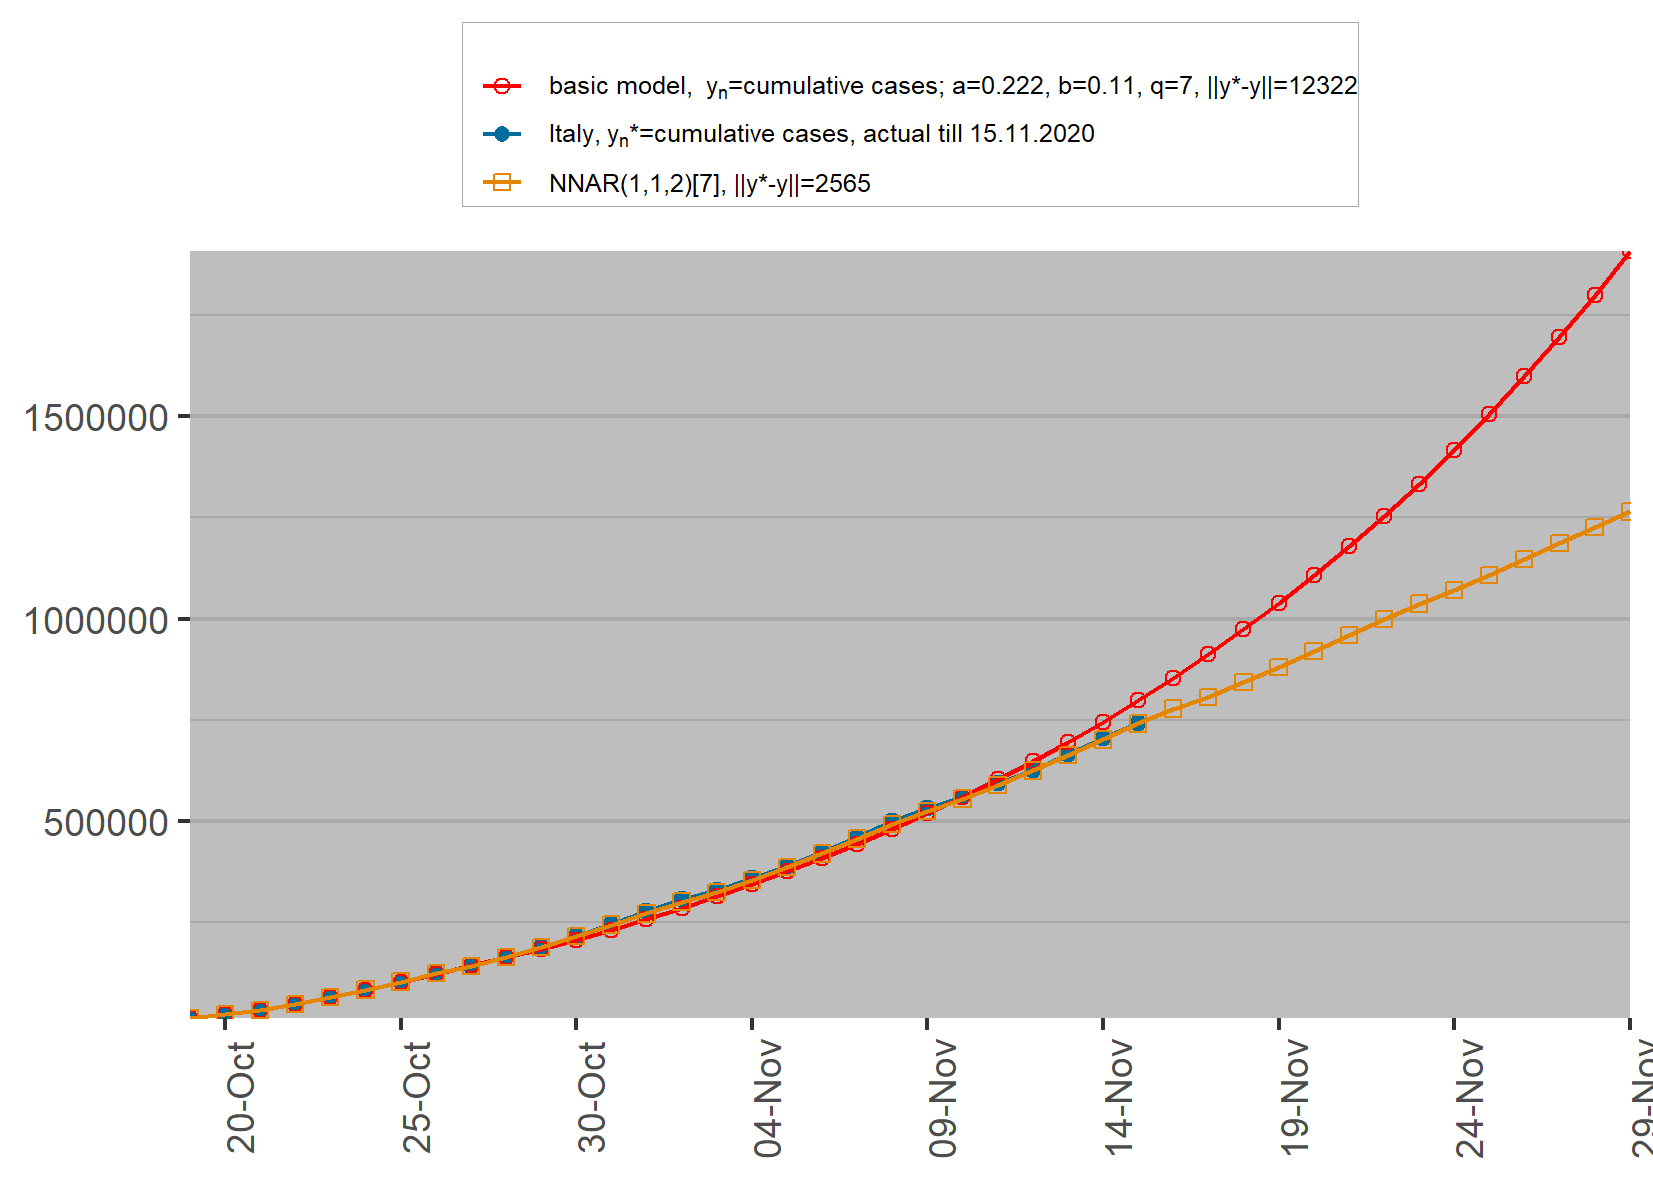 basic model, yn=cumulative cases; a=0.222, b=0.11, q=7, ||y*-y||=12322
Italy, yn*=cumulative cases, actual till 15.11.2020
NNAR(1,1,2)[7], ||y*-y||=2565
1500000
1000000
500000
20-Oct
25-Oct
30-Oct
04-Nov
09-Nov
14-Nov
19-Nov
24-Nov
29-Nov